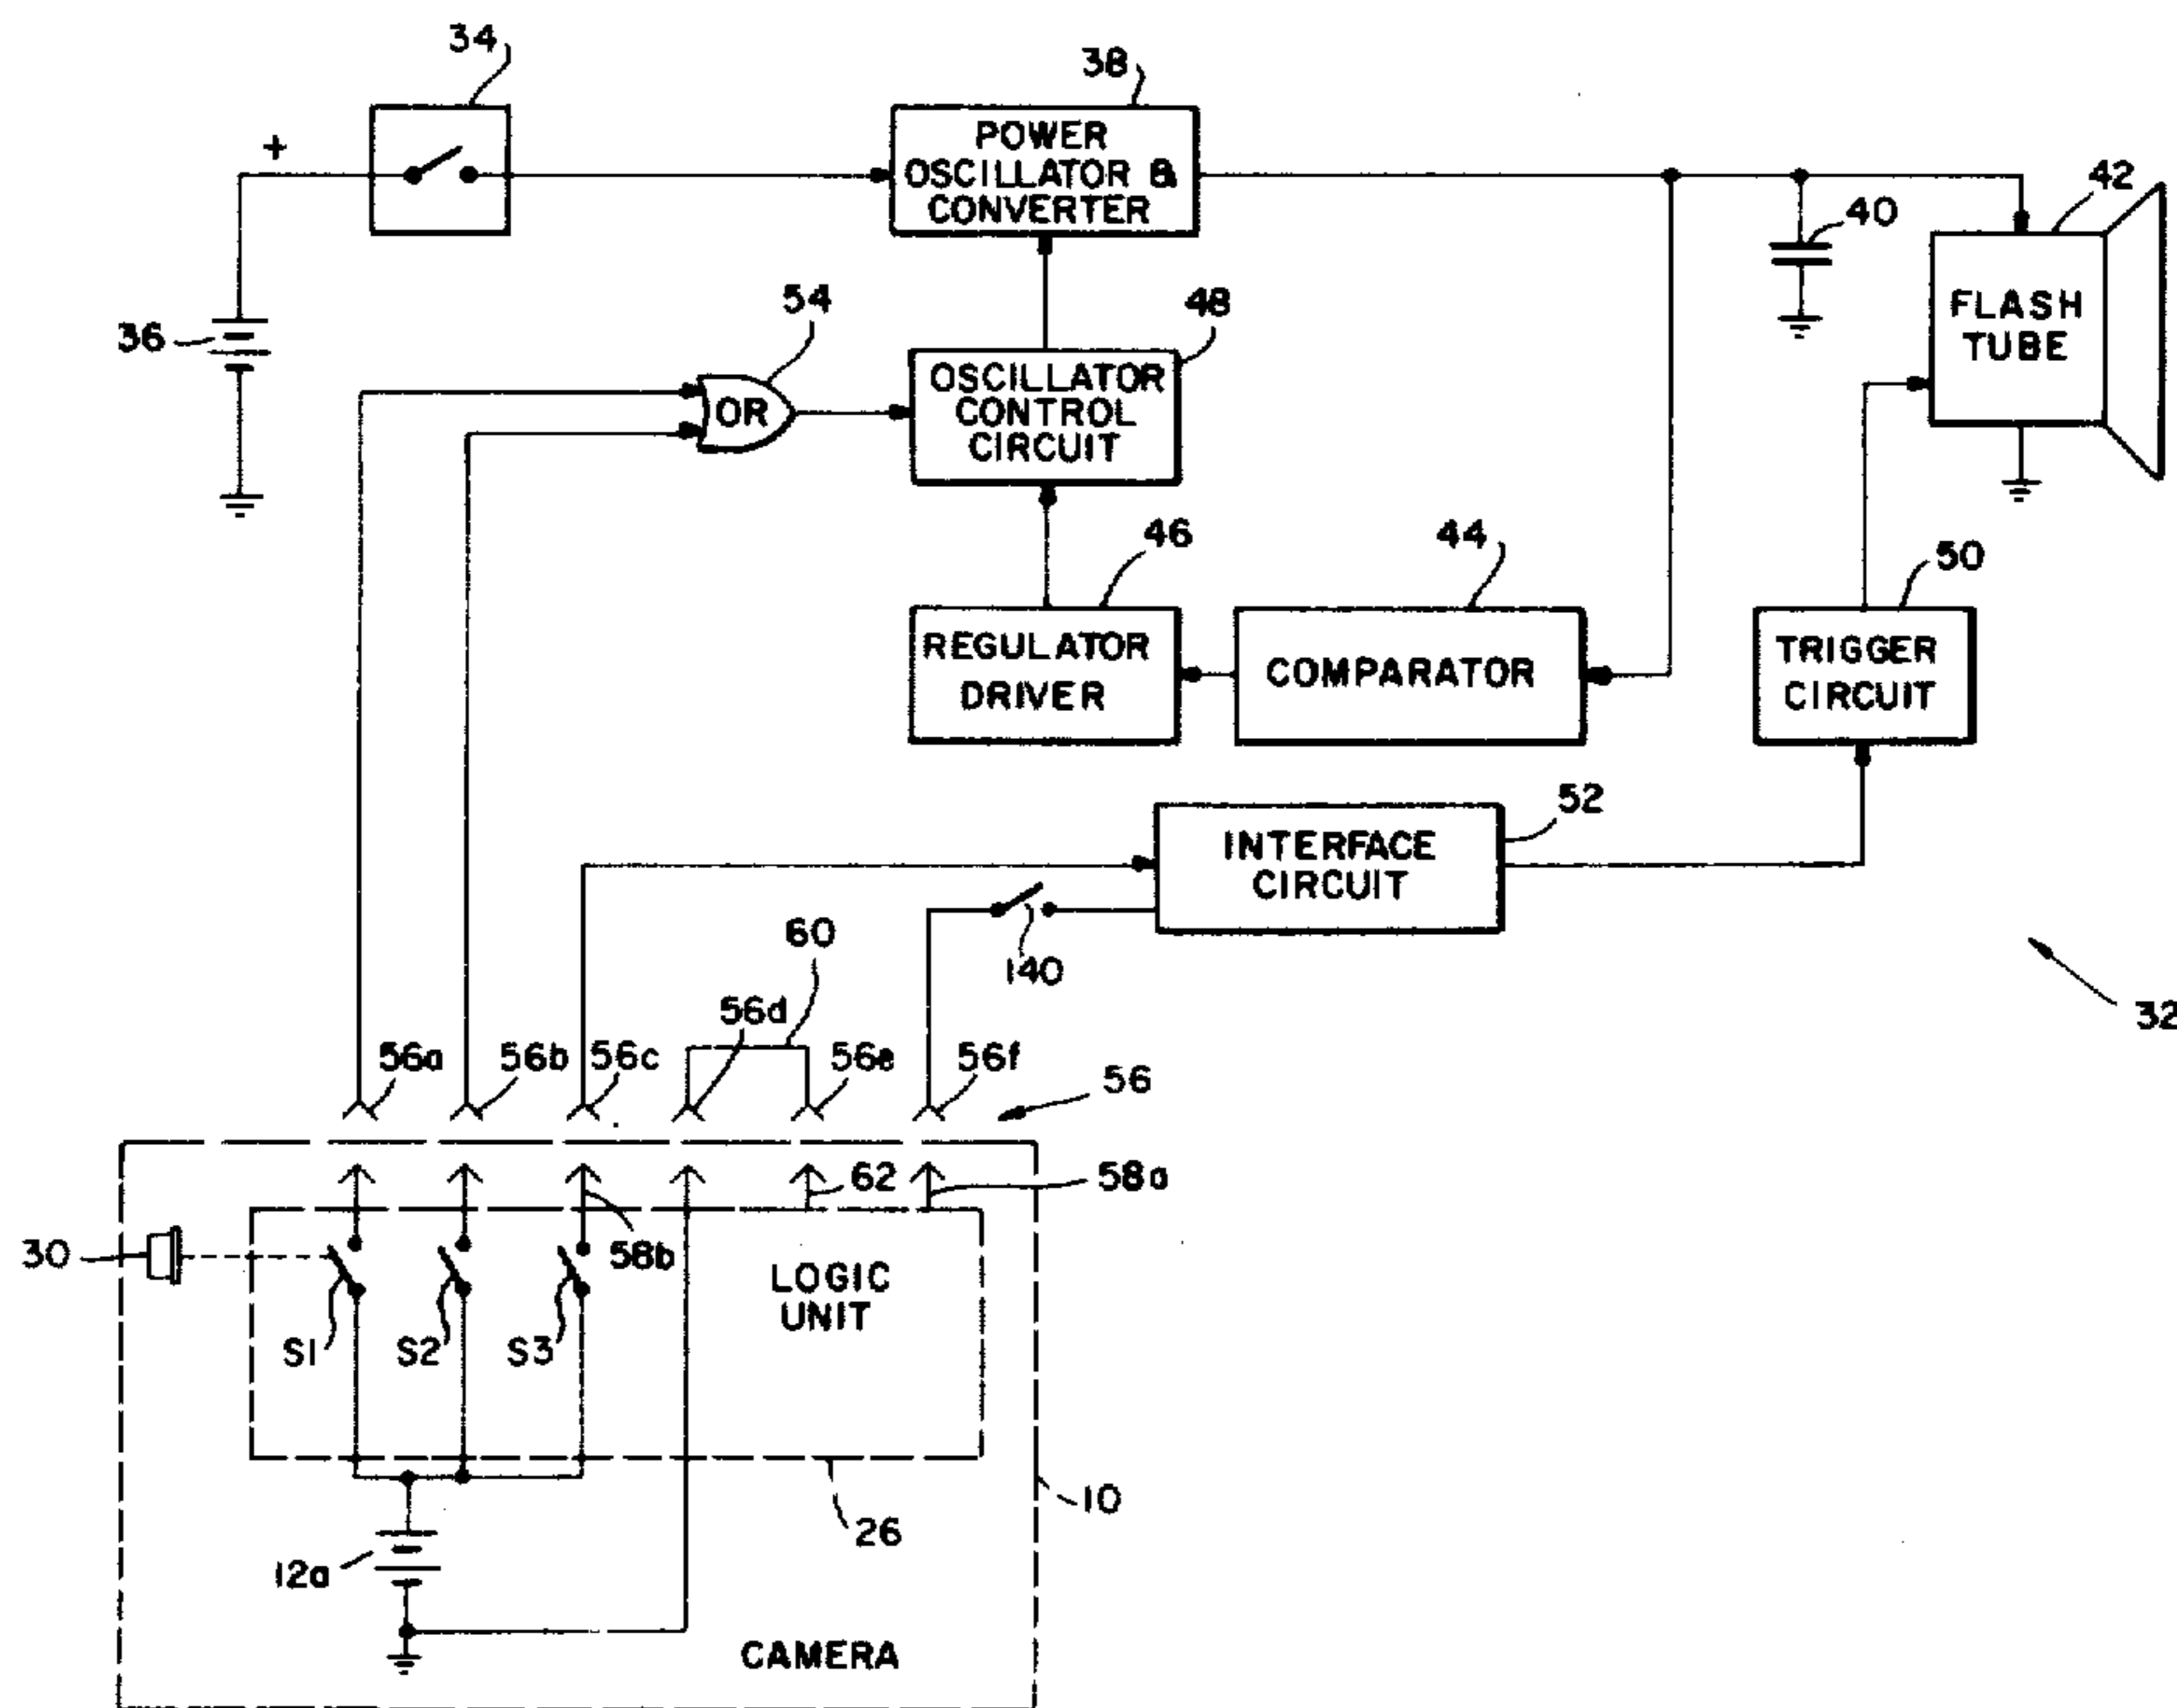 34
38
+
POWER
OSCILLATOR &
CONVERTER
42
40
54
48
36
FLASH
TUBE
OR
OSCILLATOR
CONTROL
CIRCUIT
46
44
50
REGULATOR
DRIVER
COMPARATOR
TRIGGER
CIRCUIT
52
INTERFACE
CIRCUIT
60
140
32
56d
56a
56b
56c
56e
56f
56
62
58a
30
58b
LOGIC
UNIT
S1
S2
S3
10
26
12a
CAMERA